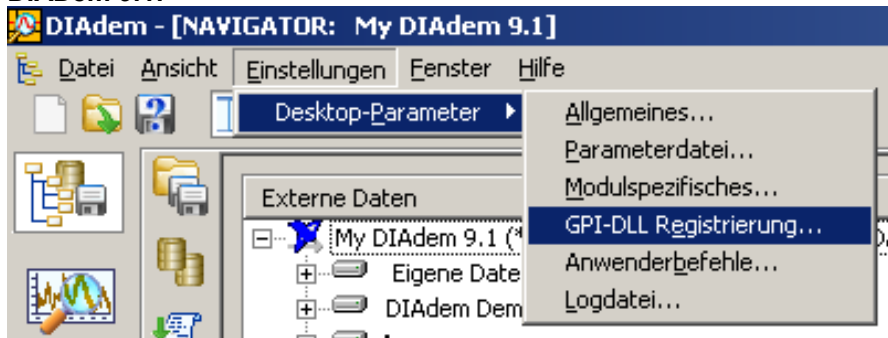 DIAdem - [NAVIGATOR: My DIAdem 9.1]
Datei Ansicht Einstellungen Fenster Hilfe
Desktop-Parameter
Allgemeines...
Parameterdatei...
Modulspezifisches...
GPI-DLL Registrierung...
Anwenderbefehle...
Logdatei...
Externe Daten
My DIAdem 9.1 (*
Eigene Date
DIAdem Dem